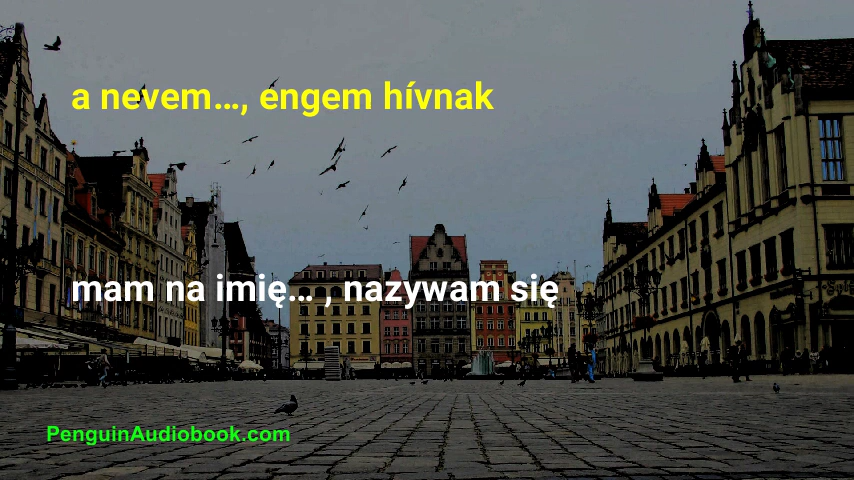 a nevem..., engem hívnak
mam na imię... , nazywam się
PenguinAudiobook.com